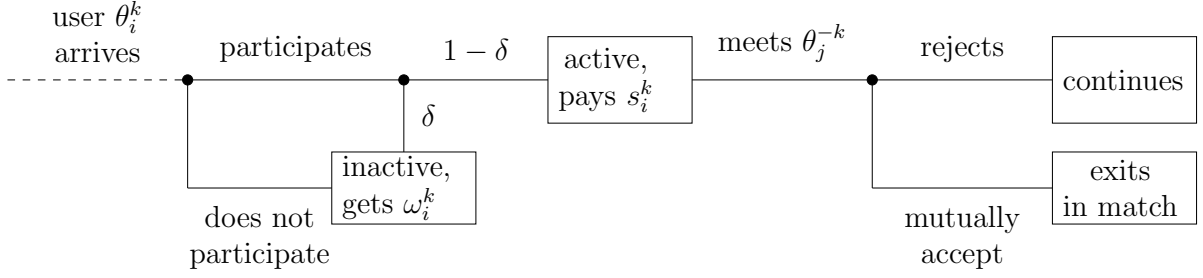 user θ_i^k
arrives
participates
1 − δ
active,
pays s_i^k
meets θ_j^{-k}
rejects
continues
δ
inactive,
gets ω_i^k
does not
participate
mutually
accept
exits
in match